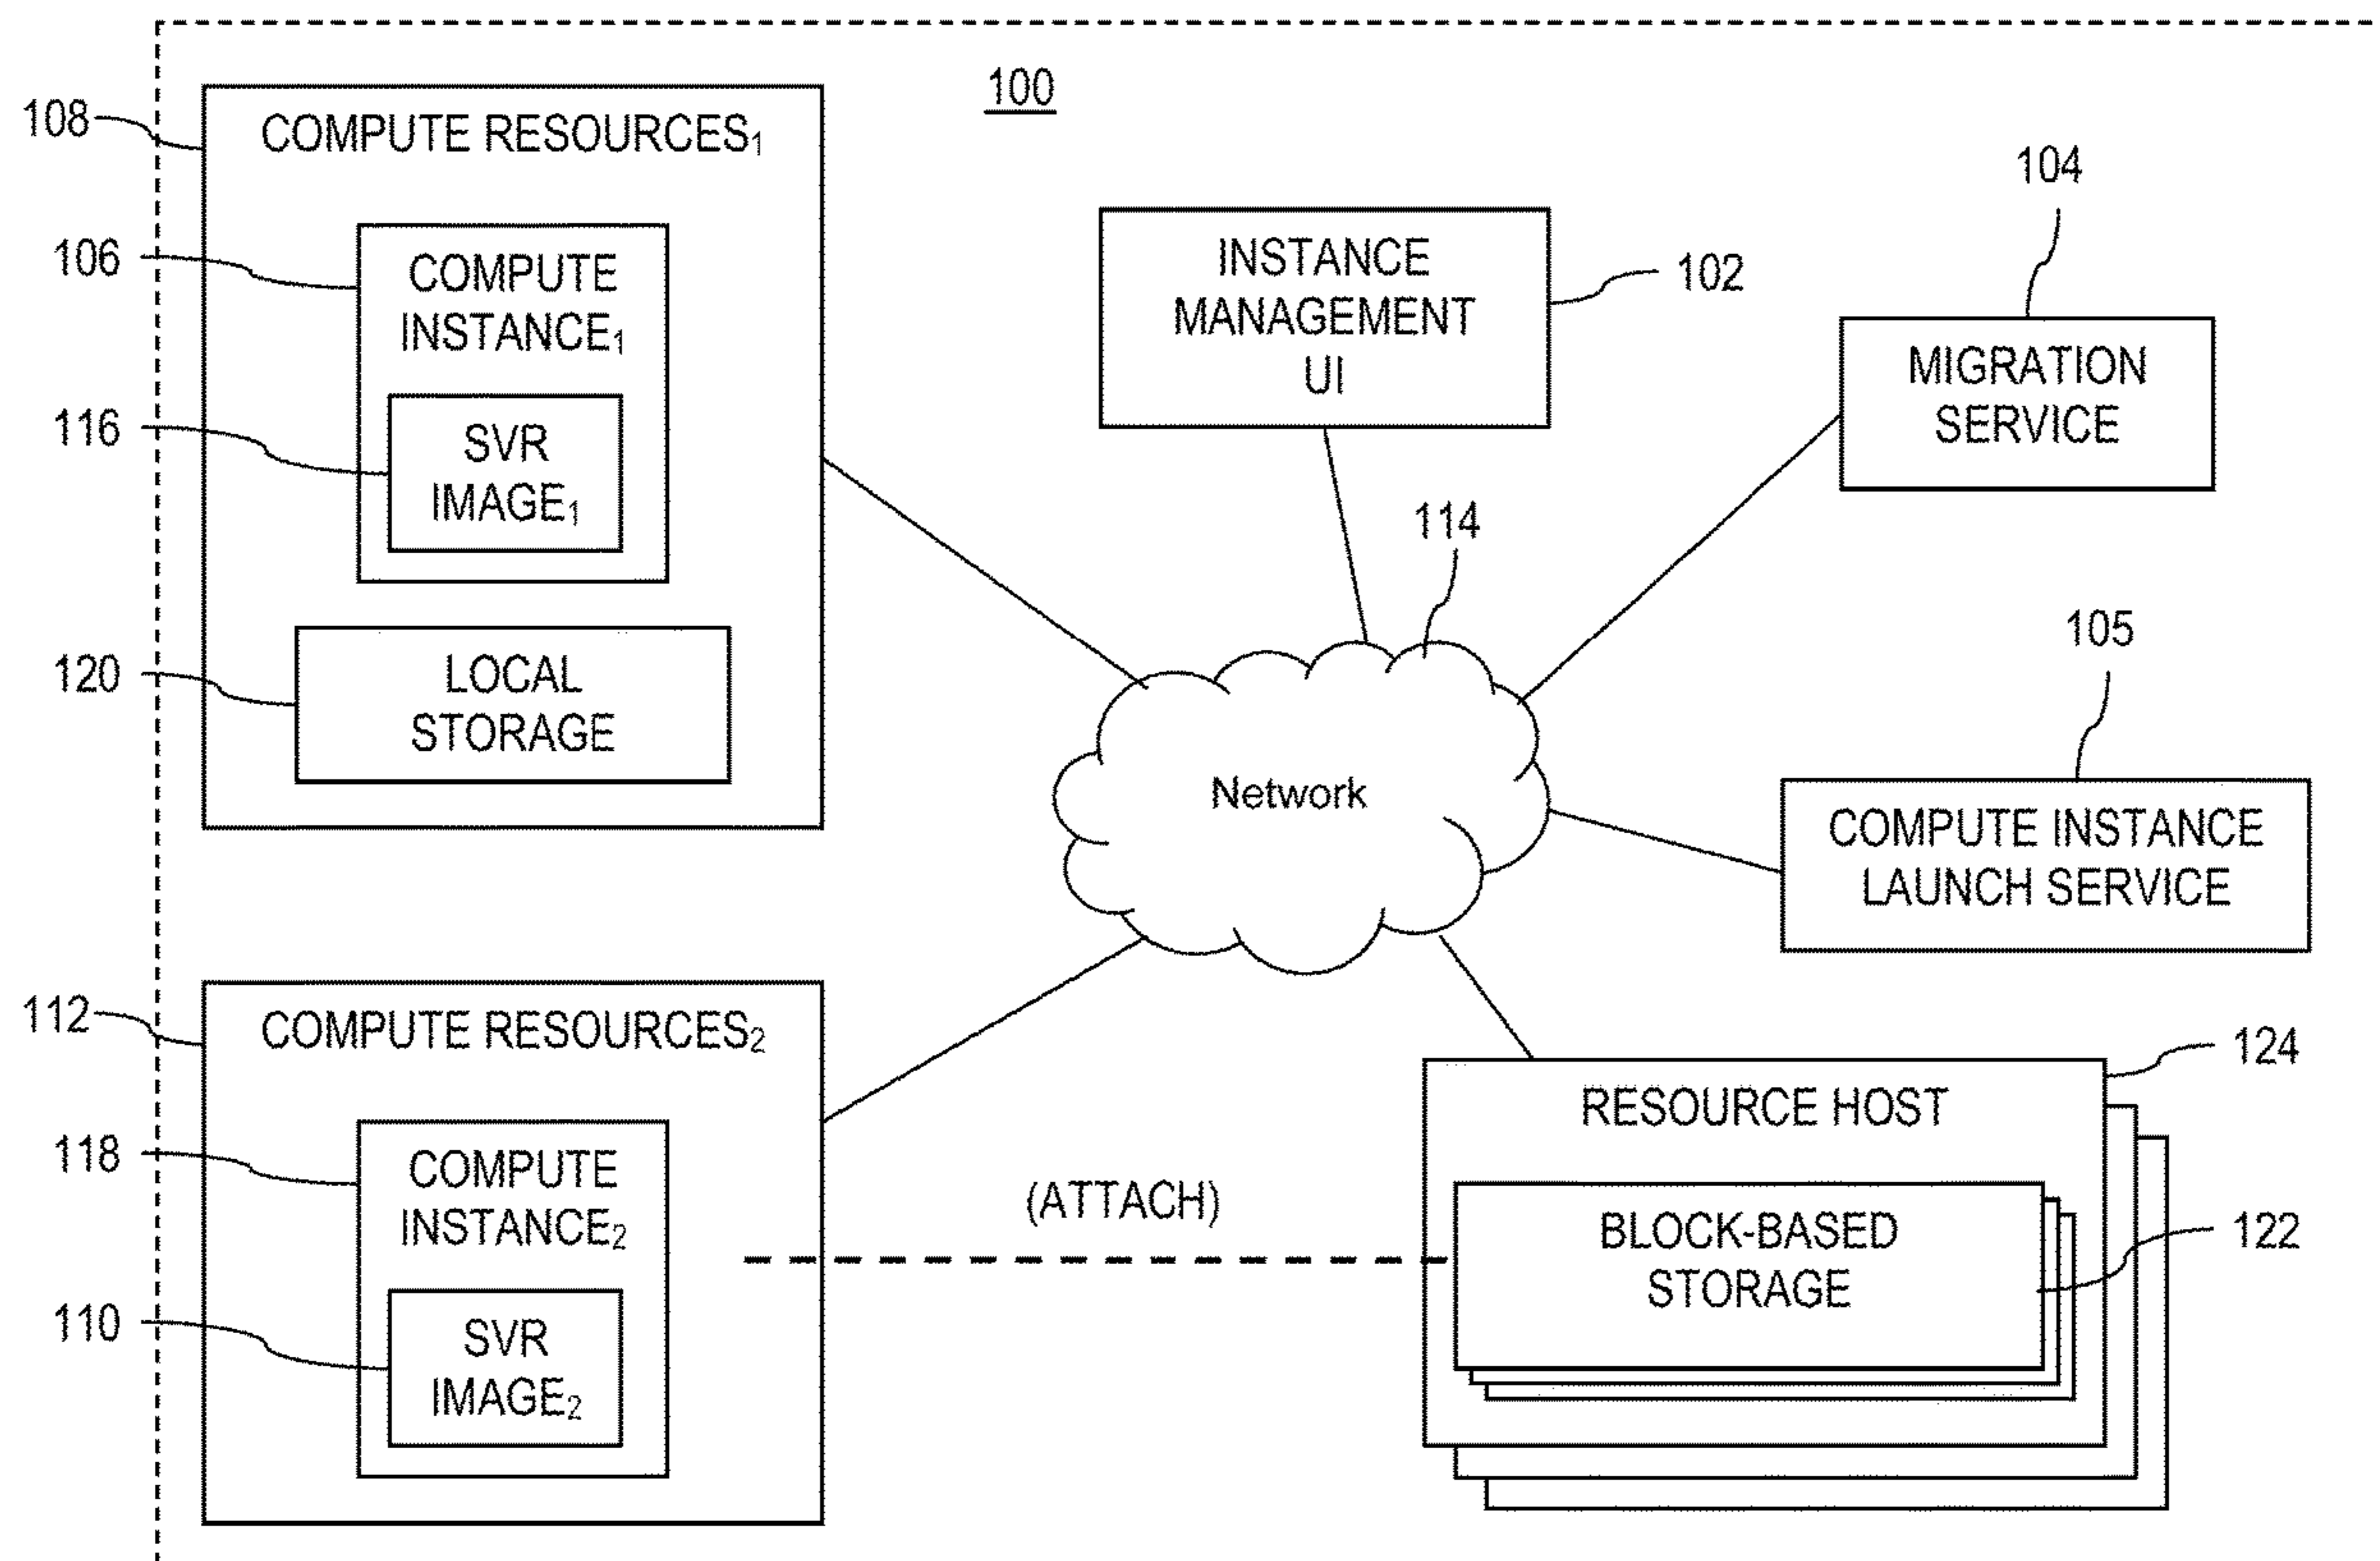 100
108
COMPUTE RESOURCES₁
106
COMPUTE
INSTANCE₁
116
SVR
IMAGE₁
120
LOCAL
STORAGE
INSTANCE
MANAGEMENT
UI
102
104
MIGRATION
SERVICE
114
Network
105
COMPUTE INSTANCE
LAUNCH SERVICE
112
COMPUTE RESOURCES₂
118
COMPUTE
INSTANCE₂
110
SVR
IMAGE₂
(ATTACH)
124
RESOURCE HOST
BLOCK-BASED
STORAGE
122